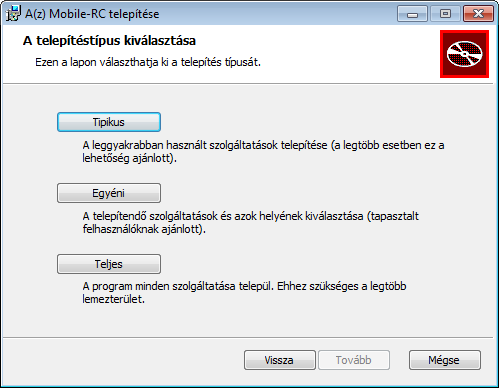 A(z) Mobile-RC telepítése
A telepítéstípus kiválasztása
Ezen a lapon választhatja ki a telepítés típusát.
Tipikus
A leggyakrabban használt szolgáltatások telepítése (a legtöbb esetben ez a
lehetőség ajánlott).
Egyéni
A telepítendő szolgáltatások és azok helyének kiválasztása (tapasztalt
felhasználóknak ajánlott).
Teljes
A program minden szolgáltatása települ. Ehhez szükséges a legtöbb
lemezterület.
Vissza
Tovább
Mégse